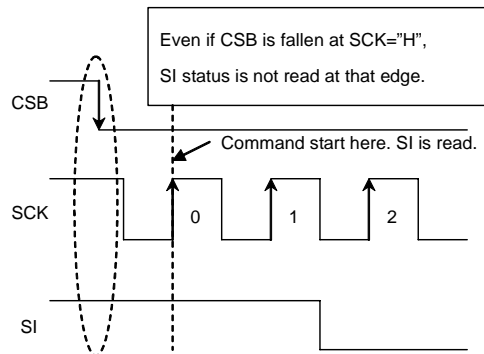 Even if CSB is fallen at SCK=”H”,
SI status is not read at that edge.
CSB
Command start here. SI is read.
SCK
0 1 2
SI